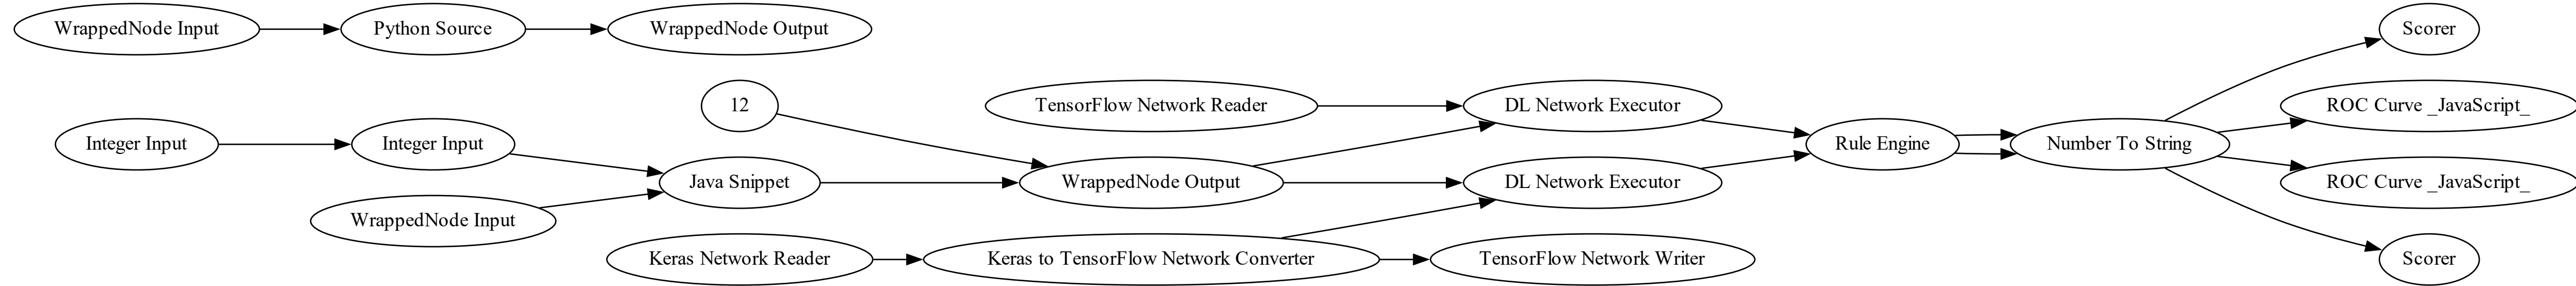 WrappedNode Input
Python Source
WrappedNode Output
Scorer
12
TensorFlow Network Reader
DL Network Executor
ROC Curve _JavaScript_
Integer Input
Integer Input
Rule Engine
Number To String
Java Snippet
WrappedNode Output
DL Network Executor
ROC Curve _JavaScript_
WrappedNode Input
Keras Network Reader
Keras to TensorFlow Network Converter
TensorFlow Network Writer
Scorer